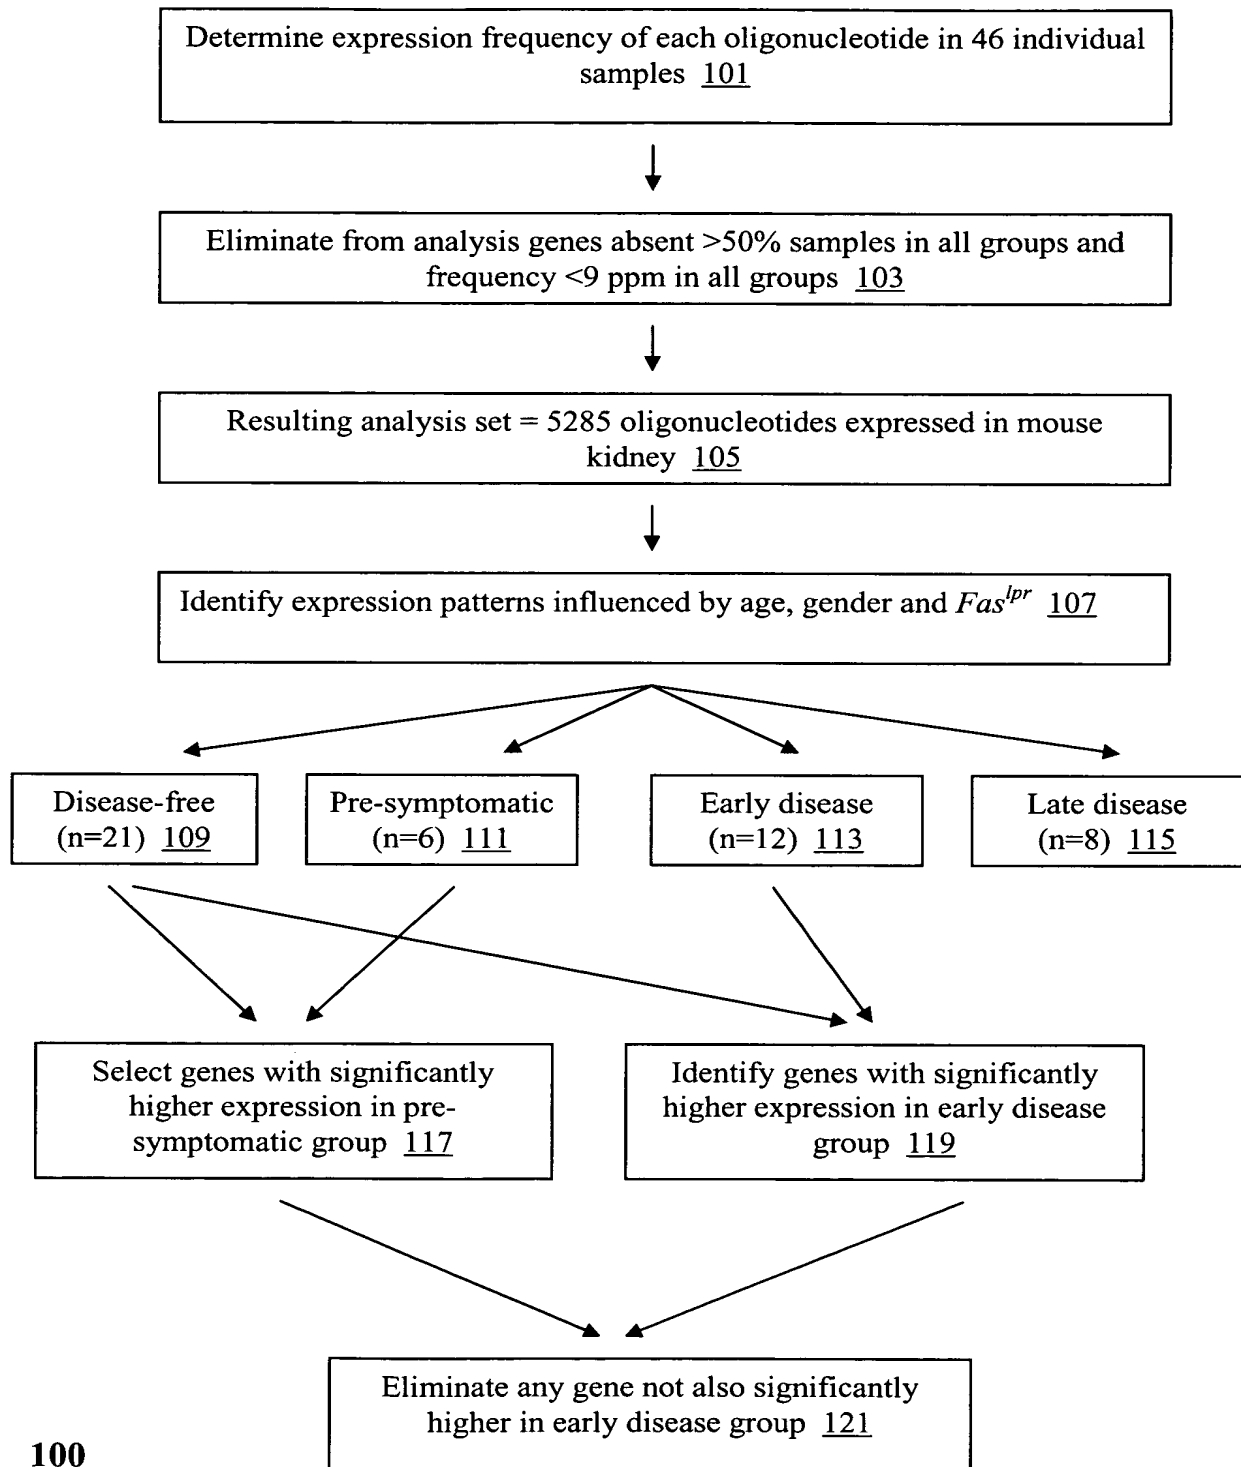 Determine expression frequency of each oligonucleotide in 46 individual
samples 101
Eliminate from analysis genes absent >50% samples in all groups and
frequency <9 ppm in all groups 103
Resulting analysis set = 5285 oligonucleotides expressed in mouse
kidney 105
Identify expression patterns influenced by age, gender and Fas^lpr 107
Disease-free
(n=21) 109
Pre-symptomatic
(n=6) 111
Early disease
(n=12) 113
Late disease
(n=8) 115
Select genes with significantly
higher expression in pre-
symptomatic group 117
Identify genes with significantly
higher expression in early disease
group 119
Eliminate any gene not also significantly
higher in early disease group 121
100